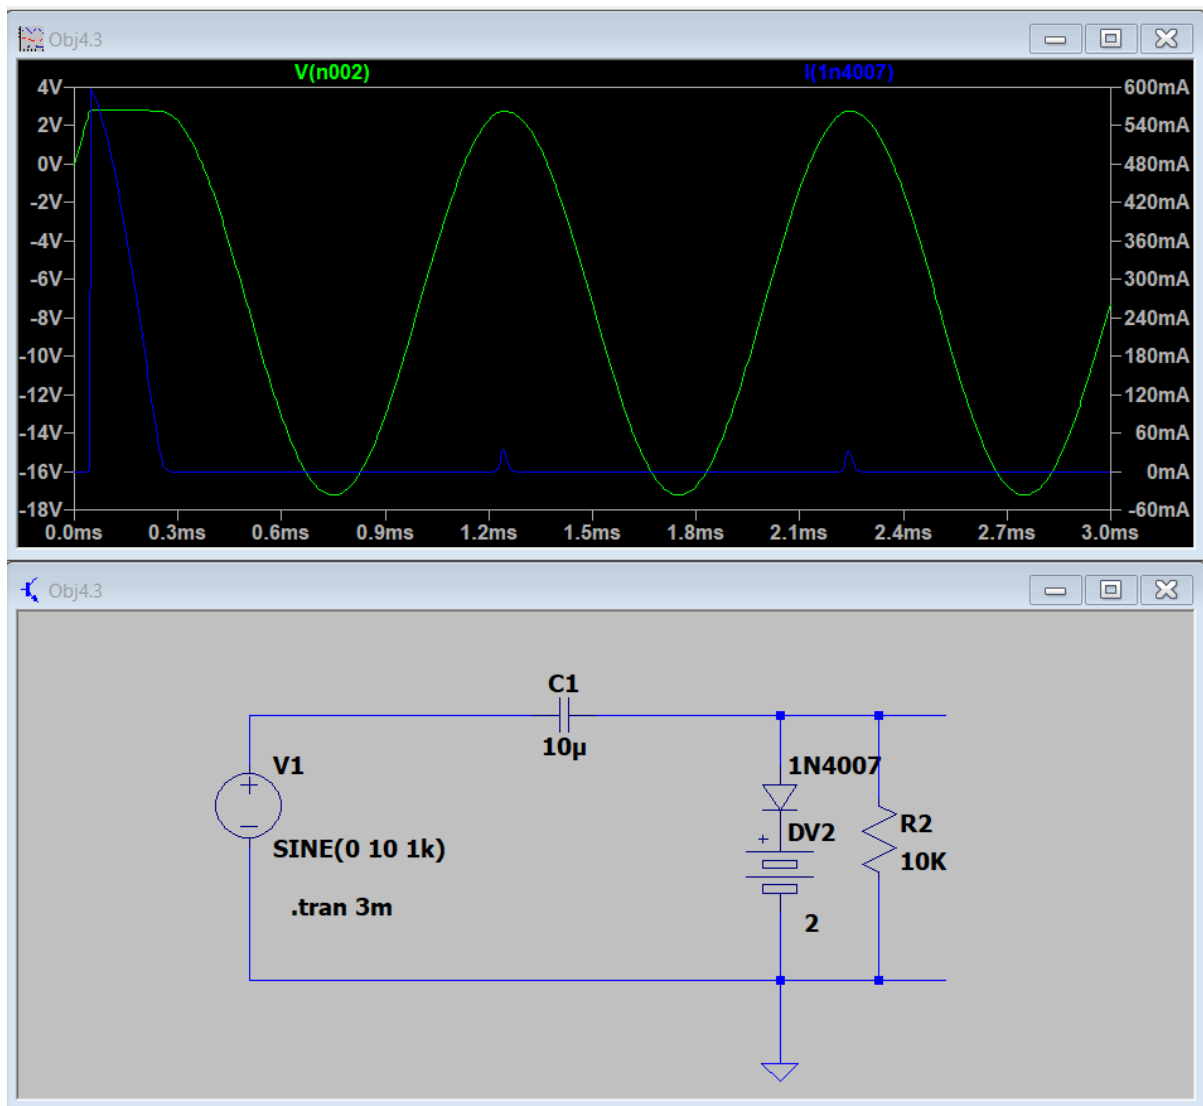 Obj4.3
V(n002) I(1n4007)
4V 600mA
2V 540mA
0V 480mA
-2V 420mA
-4V 360mA
-6V 300mA
-8V 240mA
-10V 180mA
-12V 120mA
-14V 60mA
-16V 0mA
-18V -60mA
0.0ms 0.3ms 0.6ms 0.9ms 1.2ms 1.5ms 1.8ms 2.1ms 2.4ms 2.7ms 3.0ms
Obj4.3
C1
10µ
V1
SINE(0 10 1k)
.tran 3m
1N4007
DV2
2
R2
10K